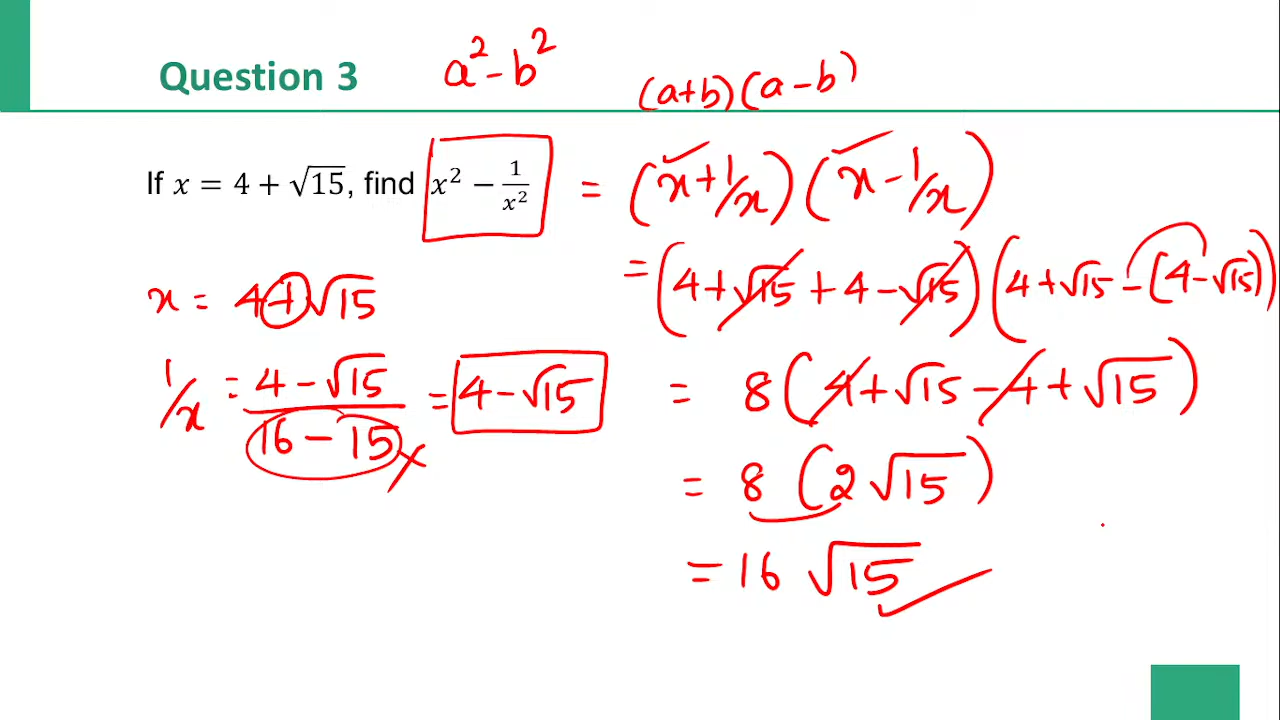 Question 3
a² - b²
(a+b)(a-b)
If x = 4 + √15, find x² - 1/x²
= (x+1/x)(x-1/x)
= (4+√15+4-√15)(4+√15-(4-√15))
x = 4+√15
1/x = (4-√15)/(16-15) = 4-√15
= 8(4+√15-4+√15)
= 8(2√15)
= 16√15